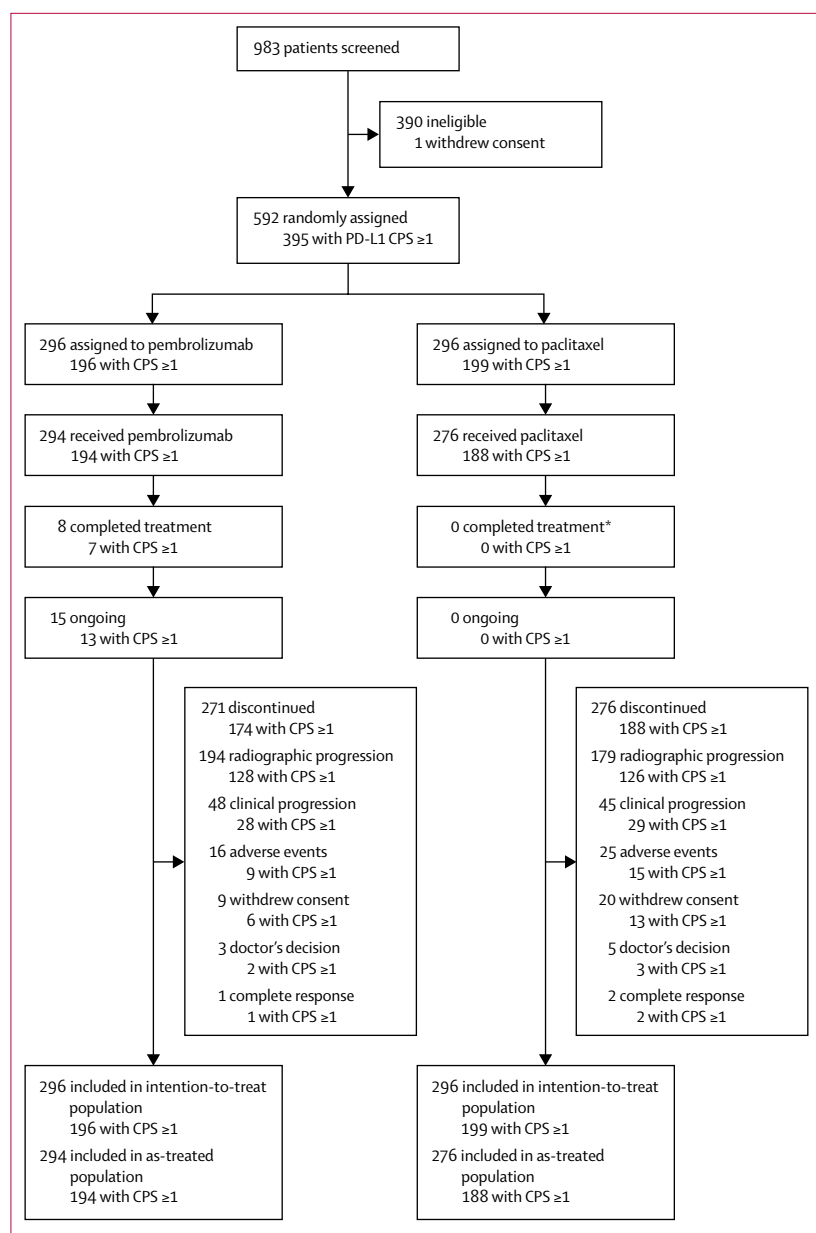 983 patients screened
390 ineligible
1 withdrew consent
592 randomly assigned
395 with PD-L1 CPS ≥1
296 assigned to pembrolizumab
196 with CPS ≥1
296 assigned to paclitaxel
199 with CPS ≥1
294 received pembrolizumab
194 with CPS ≥1
276 received paclitaxel
188 with CPS ≥1
8 completed treatment
7 with CPS ≥1
0 completed treatment*
0 with CPS ≥1
15 ongoing
13 with CPS ≥1
0 ongoing
0 with CPS ≥1
271 discontinued
174 with CPS ≥1
194 radiographic progression
128 with CPS ≥1
48 clinical progression
28 with CPS ≥1
16 adverse events
9 with CPS ≥1
9 withdrew consent
6 with CPS ≥1
3 doctor's decision
2 with CPS ≥1
1 complete response
1 with CPS ≥1
276 discontinued
188 with CPS ≥1
179 radiographic progression
126 with CPS ≥1
45 clinical progression
29 with CPS ≥1
25 adverse events
15 with CPS ≥1
20 withdrew consent
13 with CPS ≥1
5 doctor's decision
3 with CPS ≥1
2 complete response
2 with CPS ≥1
296 included in intention-to-treat
population
196 with CPS ≥1
294 included in as-treated
population
194 with CPS ≥1
296 included in intention-to-treat
population
199 with CPS ≥1
276 included in as-treated
population
188 with CPS ≥1